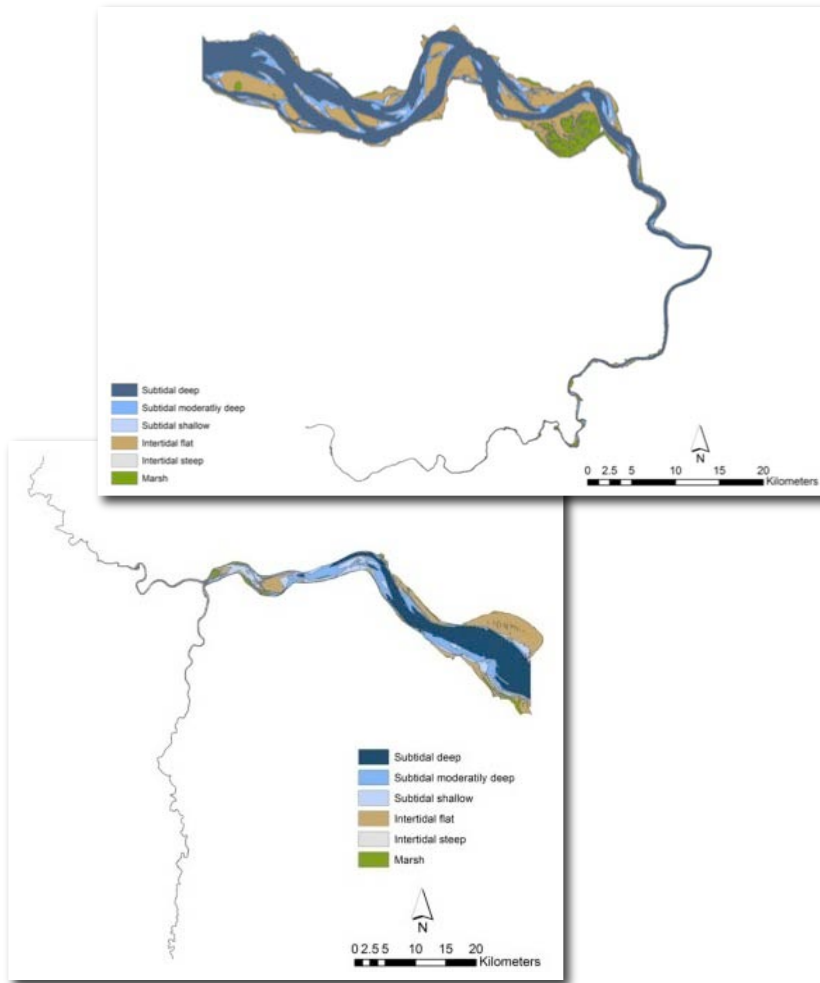 Subtidal deep
Subtidal moderatliy deep
Subtidal shallow
Intertidal flat
Intertidal steep
Marsh
N
0 2.5 5 10 15 20
Kilometers
Subtidal deep
Subtidal moderatily deep
Subtidal shallow
Intertidal flat
Intertidal steep
Marsh
N
0 2.5 5 10 15 20
Kilometers